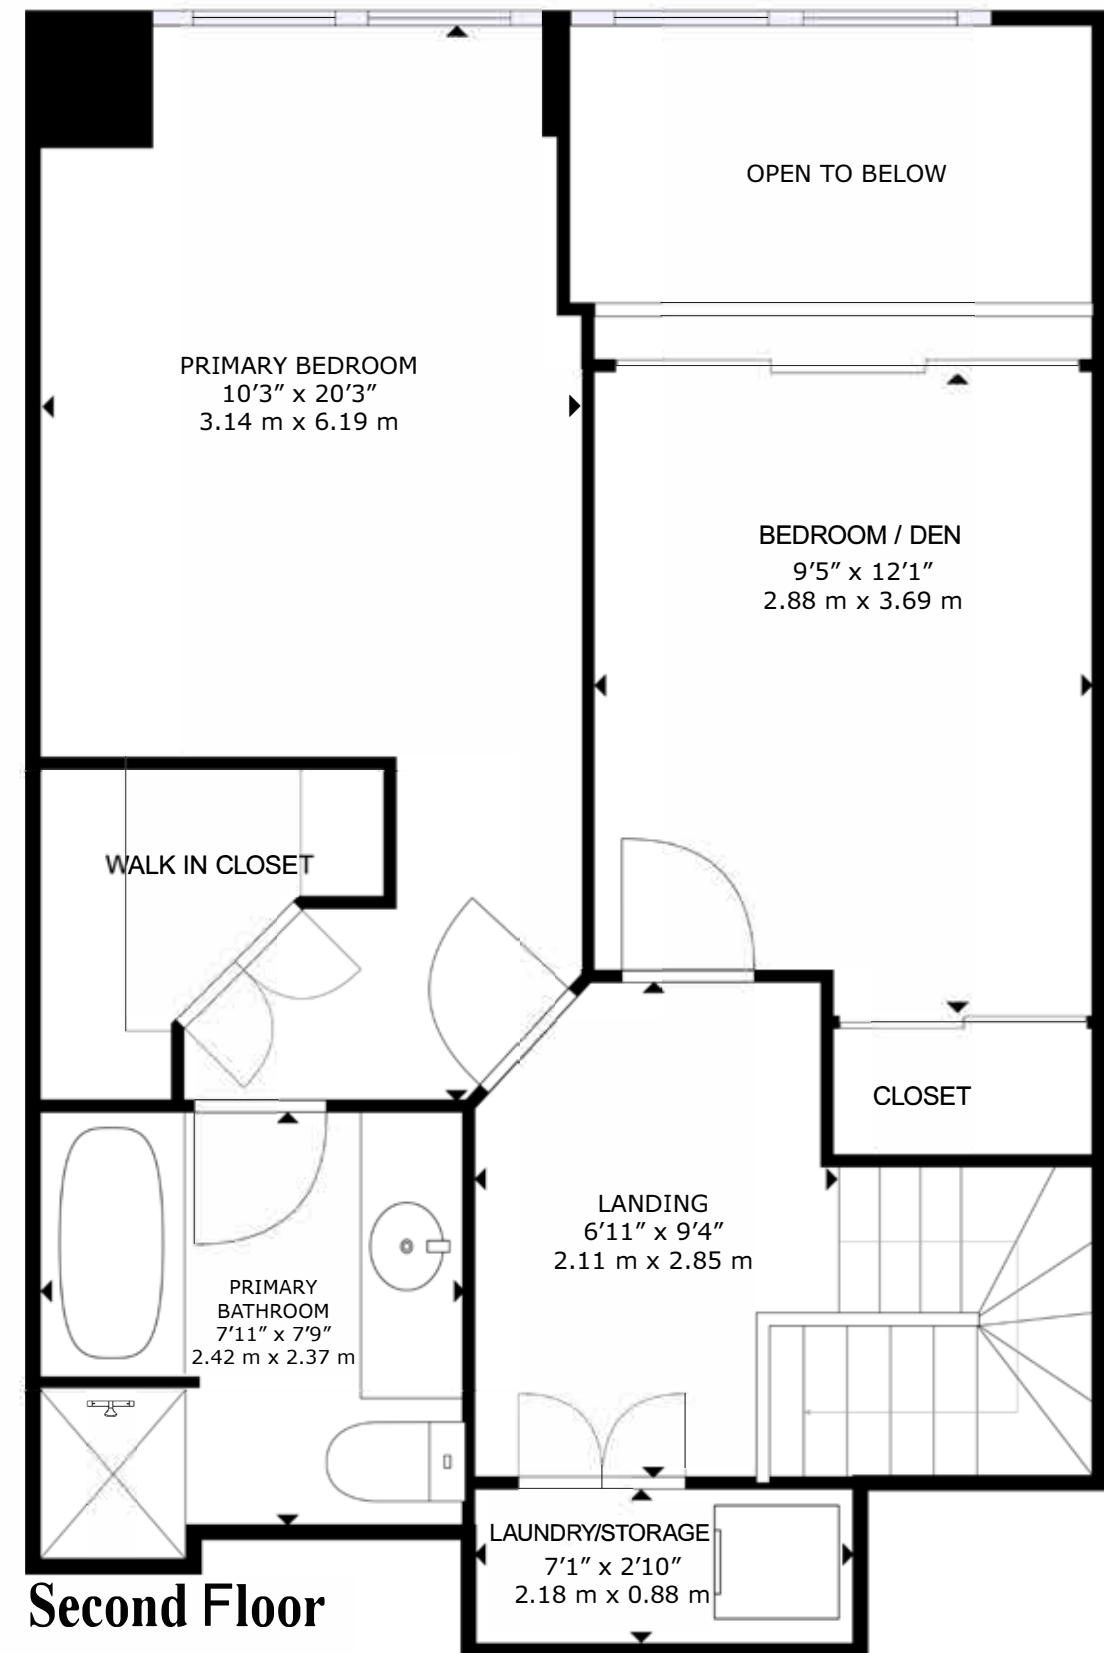 OPEN TO BELOW
PRIMARY BEDROOM
10’3” x 20’3”
3.14 m x 6.19 m
BEDROOM / DEN
9’5” x 12’1”
2.88 m x 3.69 m
WALK IN CLOSET
CLOSET
LANDING
6’11” x 9’4”
2.11 m x 2.85 m
PRIMARY
BATHROOM
7’11” x 7’9”
2.42 m x 2.37 m
LAUNDRY/STORAGE
7’1” x 2’10”
2.18 m x 0.88 m
Second Floor